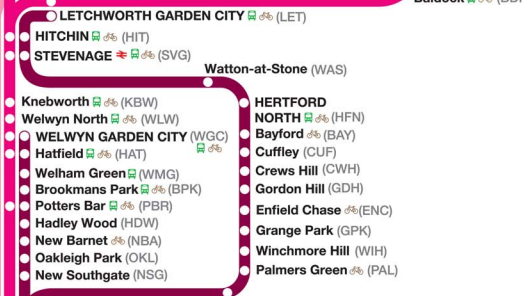 LETCHWORTH GARDEN CITY (LET)
HITCHIN (HIT)
STEVENAGE (SVG)
Watton-at-Stone (WAS)
Knebworth (KBW)
Welwyn North (WLW)
WELWYN GARDEN CITY (WGC)
Hatfield (HAT)
Welham Green (WMG)
Brookmans Park (BPK)
Potters Bar (PBR)
Hadley Wood (HDW)
New Barnet (NBA)
Oakleigh Park (OKL)
New Southgate (NSG)
HERTFORD
NORTH (HFN)
Bayford (BAY)
Cuffley (CUF)
Crews Hill (CWH)
Gordon Hill (GDH)
Enfield Chase (ENC)
Grange Park (GPK)
Winchmore Hill (WIH)
Palmers Green (PAL)